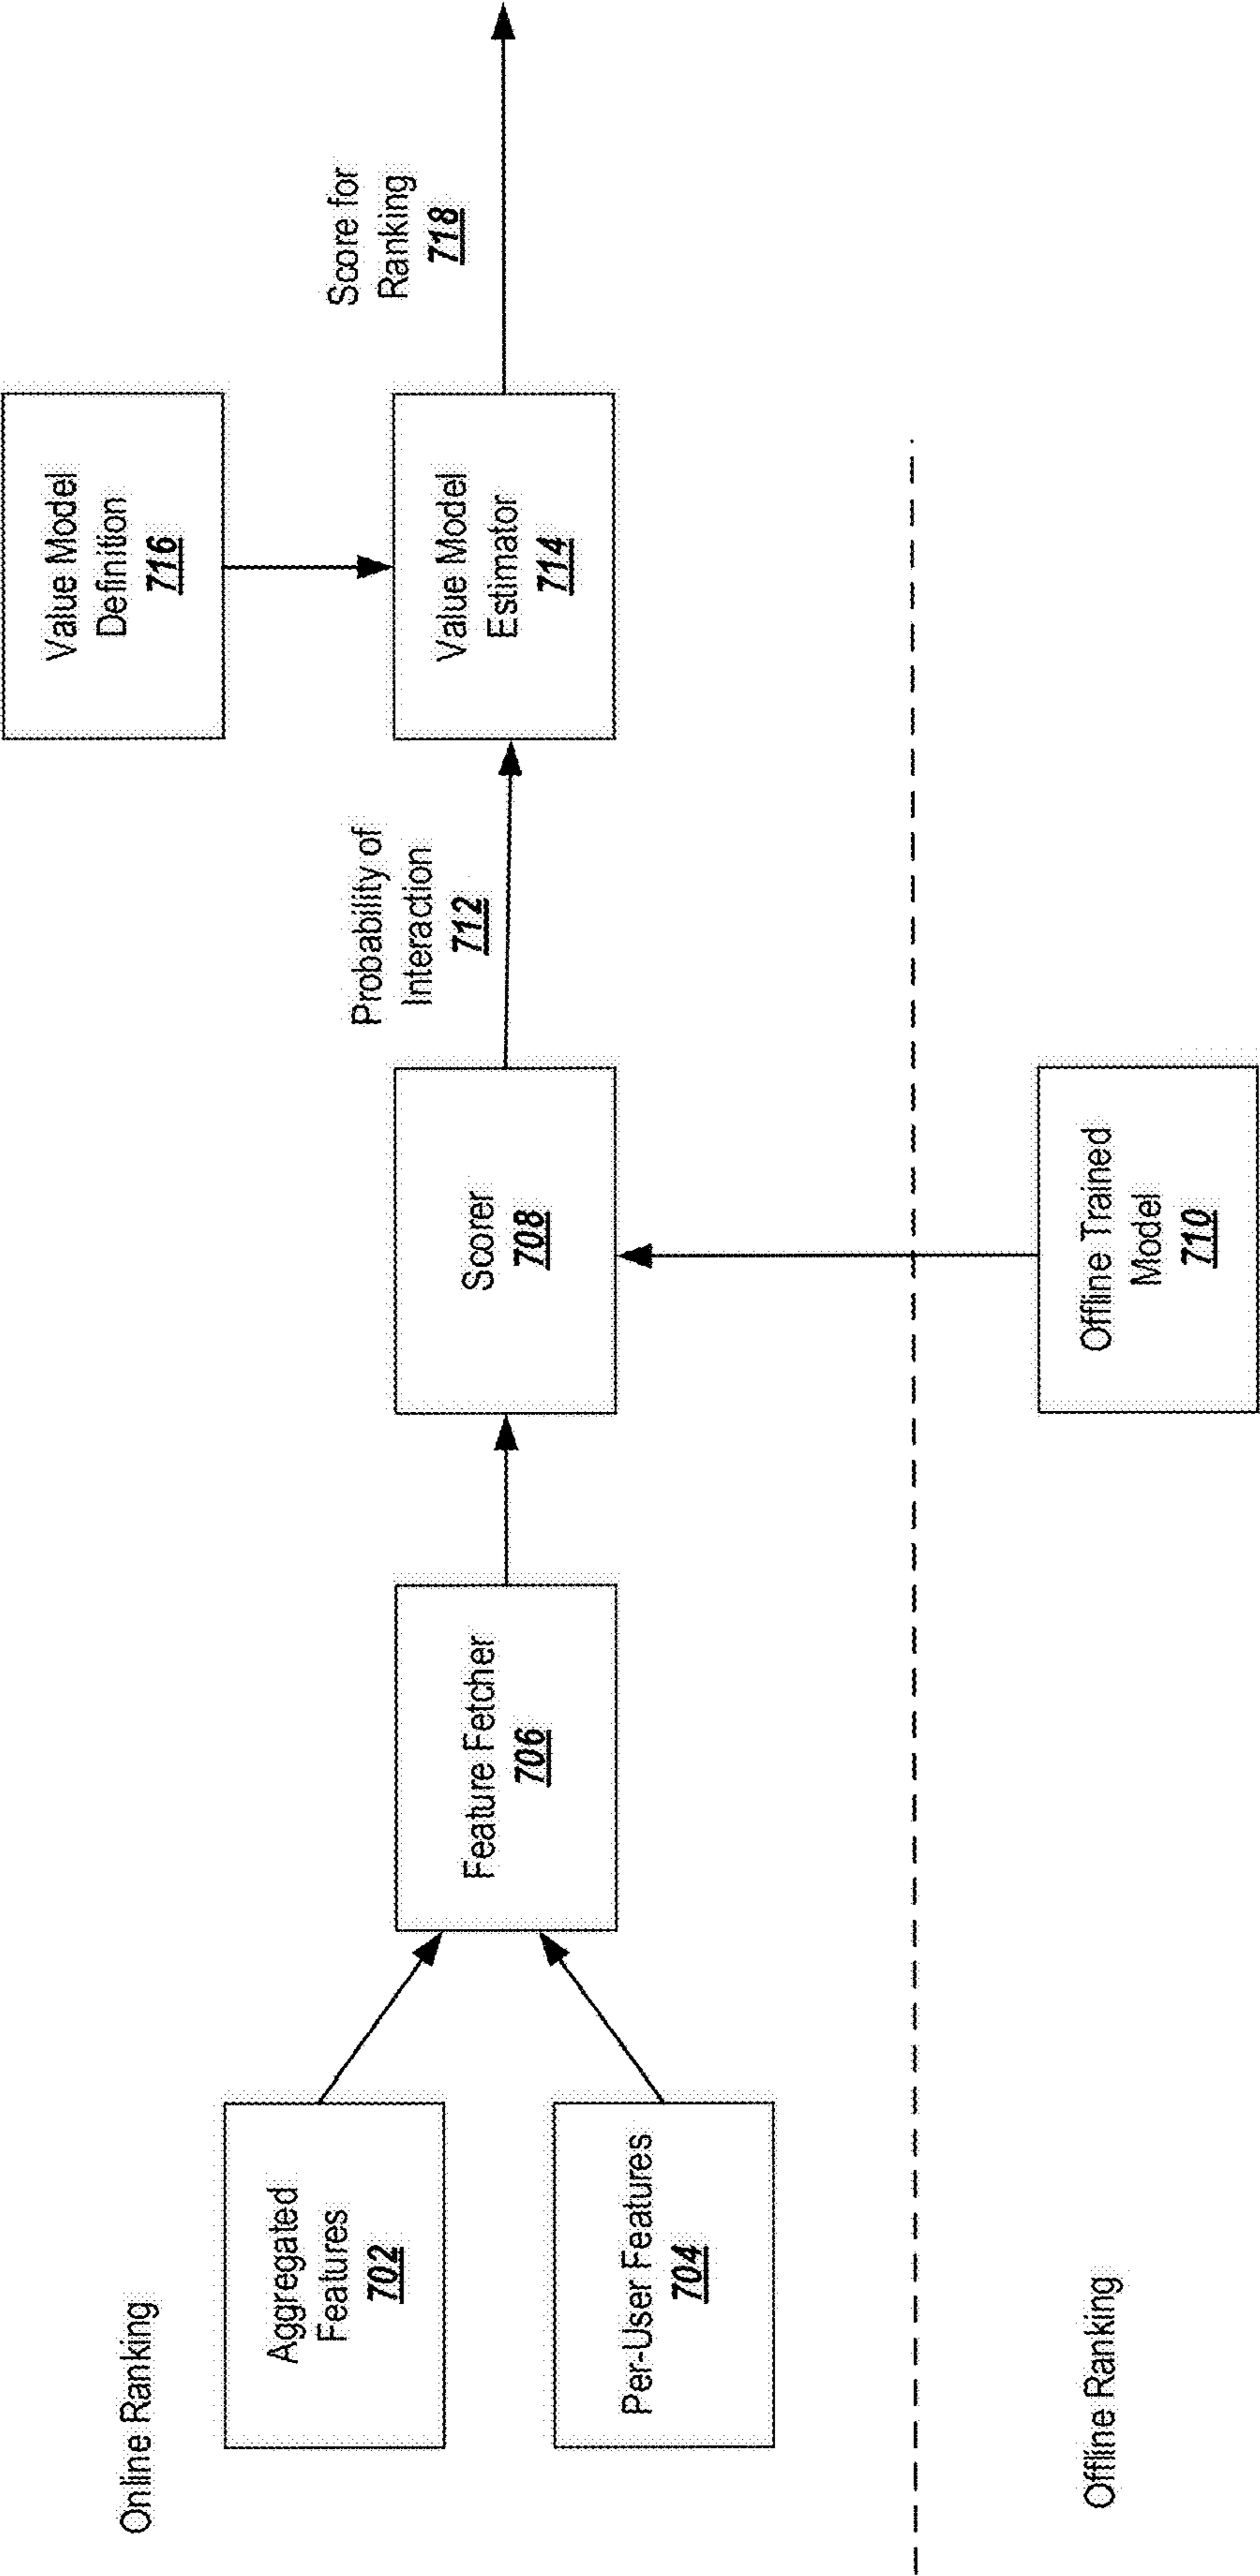 Online Ranking
Aggregated
Features
702
Per-User Features
704
Feature Fetcher
706
Scorer
708
Probability of
Interaction
712
Value Model
Definition
716
Value Model
Estimator
714
Score for
Ranking
718
Offline Ranking
Offline Trained
Model
710